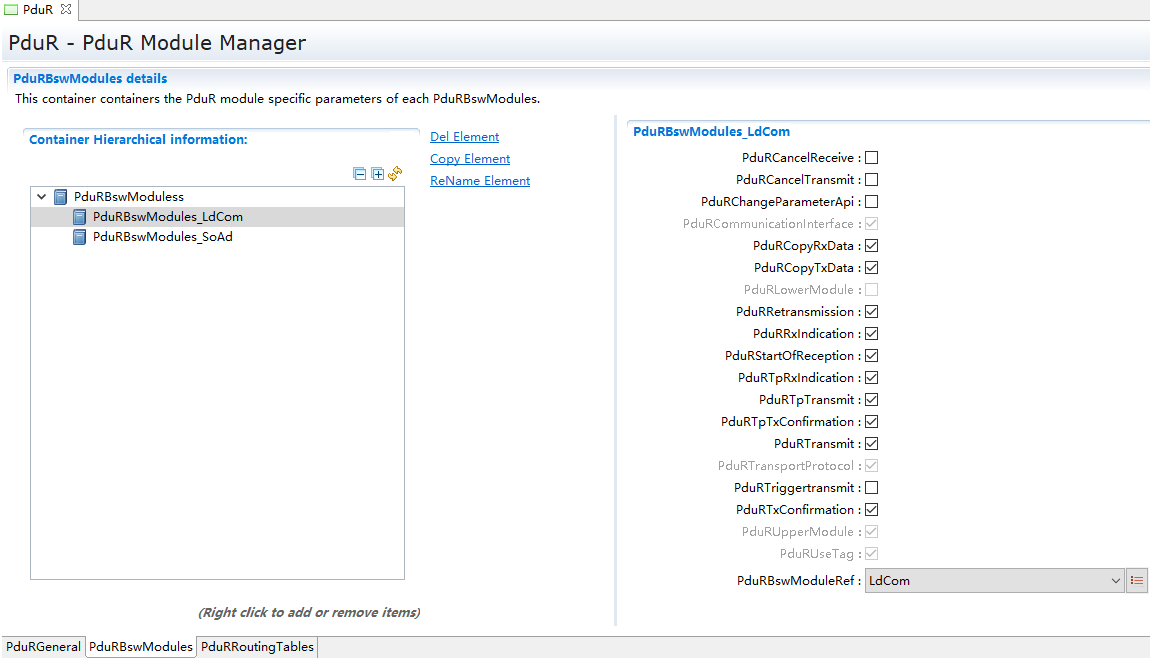 PduR
PduR - PduR Module Manager
PduRBswModules details
This container containers the PduR module specific parameters of each PduRBswModules.
Container Hierarchical information:
Del Element
Copy Element
ReName Element
PduRBswModuless
PduRBswModules_LdCom
PduRBswModules_SoAd
(Right click to add or remove items)
PduRBswModules_LdCom
PduRCancelReceive :
PduRCancelTransmit :
PduRChangeParameterApi :
PduRCommunicationInterface :
PduRCopyRxData :
PduRCopyTxData :
PduRLowerModule :
PduRRetransmission :
PduRRxIndication :
PduRStartOfReception :
PduRTpRxIndication :
PduRTpTransmit :
PduRTpTxConfirmation :
PduRTransmit :
PduRTransportProtocol :
PduRTriggertransmit :
PduRTxConfirmation :
PduRUpperModule :
PduRUseTag :
PduRBswModuleRef : LdCom
PduRGeneral PduRBswModules PduRRoutingTables